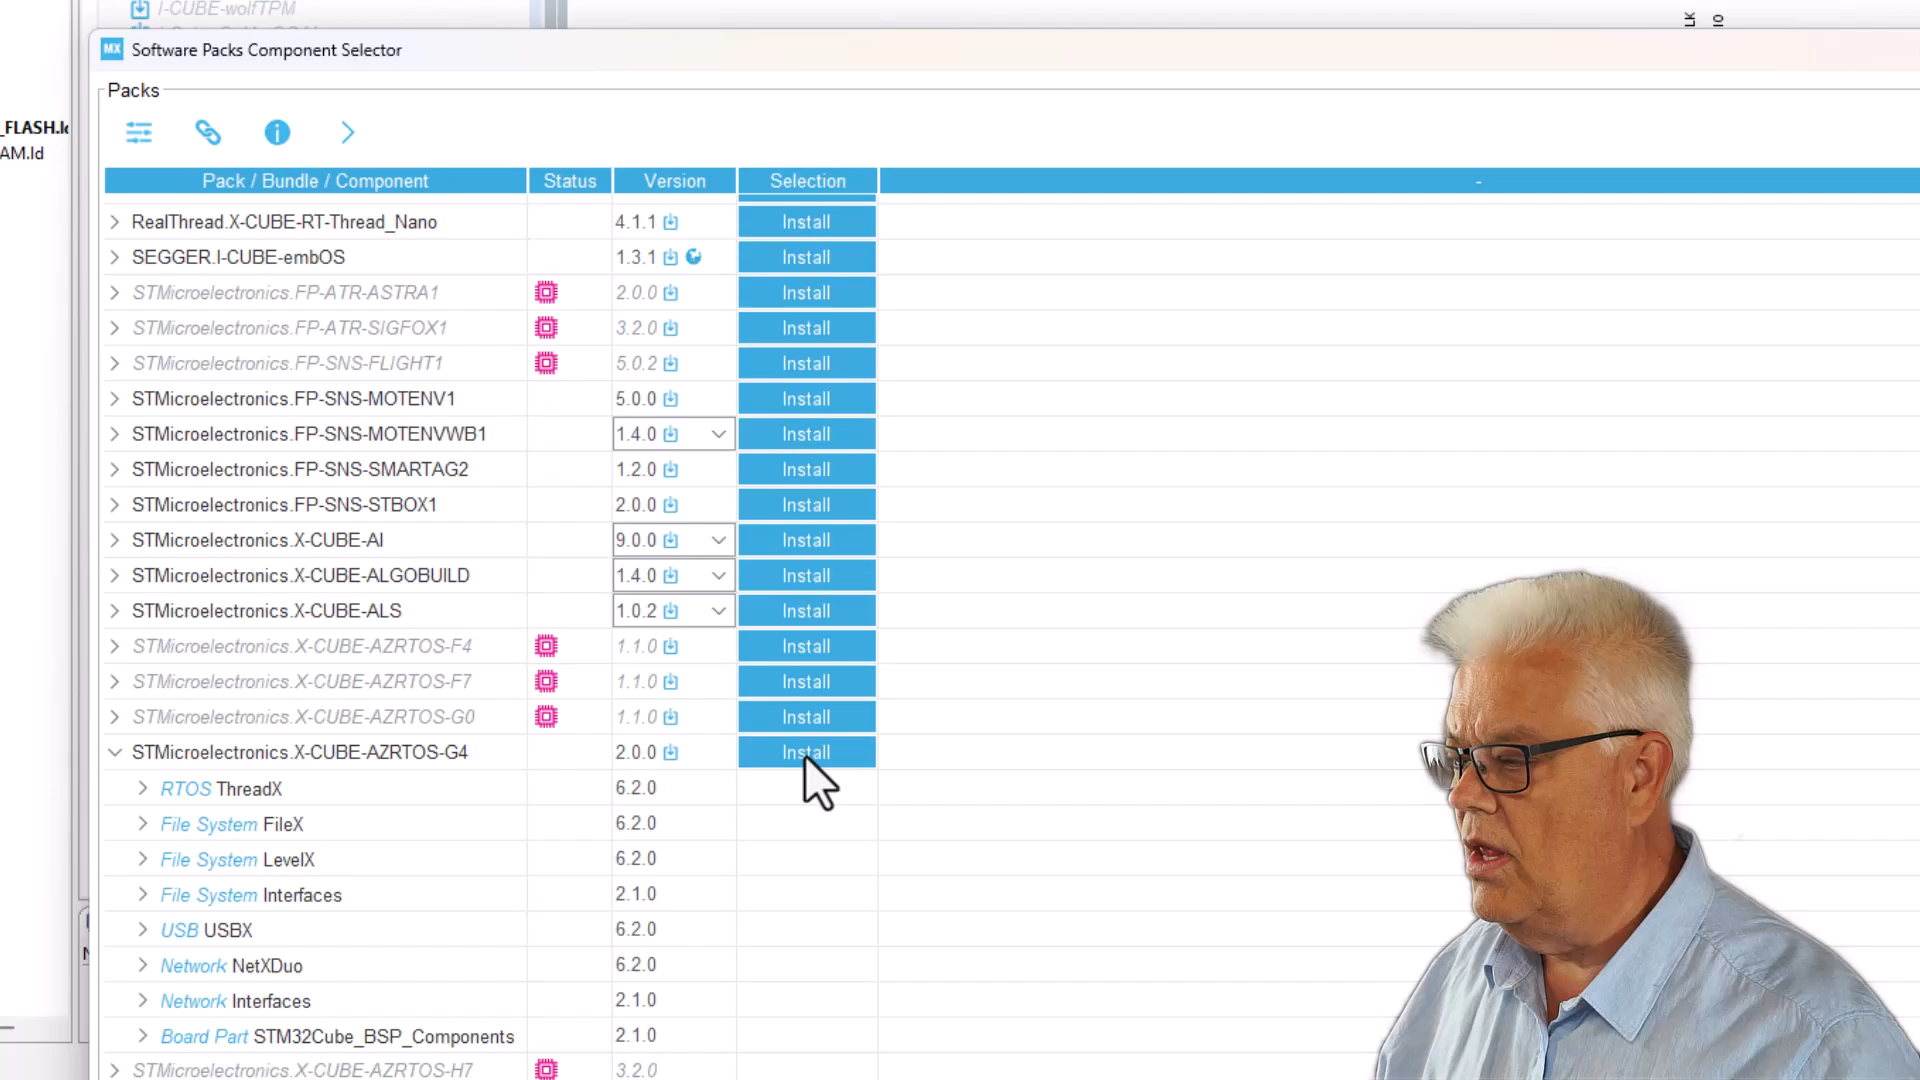 I-CUBE-wolfTPM
LK
IO
MX Software Packs Component Selector
Packs
_FLASH.ld
AM.ld
Pack / Bundle / Component Status Version Selection -
RealThread.X-CUBE-RT-Thread_Nano 4.1.1 Install
SEGGER.I-CUBE-embOS 1.3.1 Install
STMicroelectronics.FP-ATR-ASTRA1 2.0.0 Install
STMicroelectronics.FP-ATR-SIGFOX1 3.2.0 Install
STMicroelectronics.FP-SNS-FLIGHT1 5.0.2 Install
STMicroelectronics.FP-SNS-MOTENV1 5.0.0 Install
STMicroelectronics.FP-SNS-MOTENVWB1 1.4.0 Install
STMicroelectronics.FP-SNS-SMARTAG2 1.2.0 Install
STMicroelectronics.FP-SNS-STBOX1 2.0.0 Install
STMicroelectronics.X-CUBE-AI 9.0.0 Install
STMicroelectronics.X-CUBE-ALGOBUILD 1.4.0 Install
STMicroelectronics.X-CUBE-ALS 1.0.2 Install
STMicroelectronics.X-CUBE-AZRTOS-F4 1.1.0 Install
STMicroelectronics.X-CUBE-AZRTOS-F7 1.1.0 Install
STMicroelectronics.X-CUBE-AZRTOS-G0 1.1.0 Install
STMicroelectronics.X-CUBE-AZRTOS-G4 2.0.0 Install
RTOS ThreadX 6.2.0
File System FileX 6.2.0
File System LevelX 6.2.0
File System Interfaces 2.1.0
USB USBX 6.2.0
Network NetXDuo 6.2.0
Network Interfaces 2.1.0
Board Part STM32Cube_BSP_Components 2.1.0
STMicroelectronics.X-CUBE-AZRTOS-H7 3.2.0